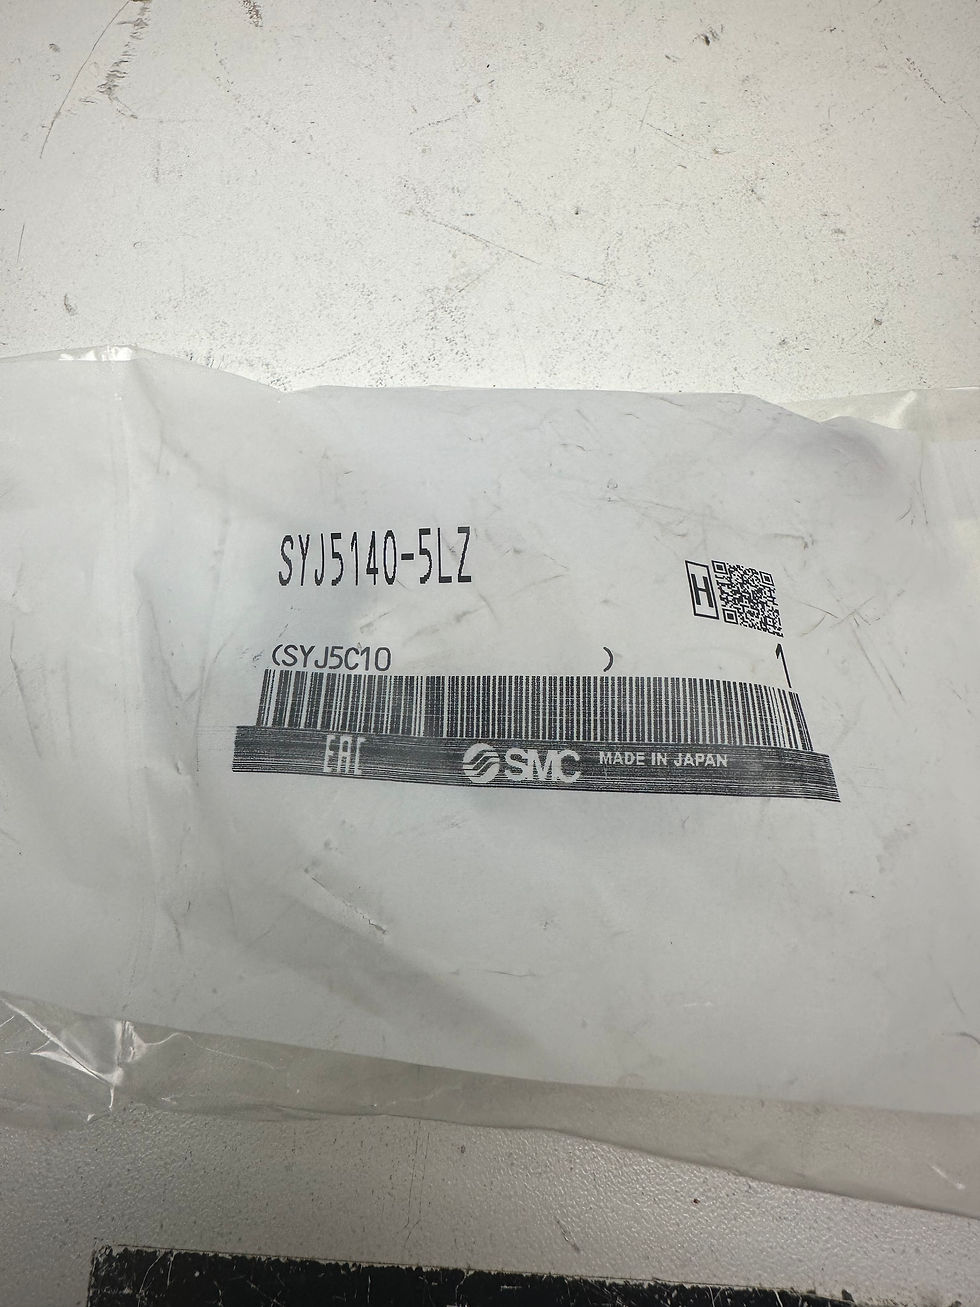 SYJ5140-5LZ
H
(SYJ5C10 )
1
EAC
SMC MADE IN JAPAN